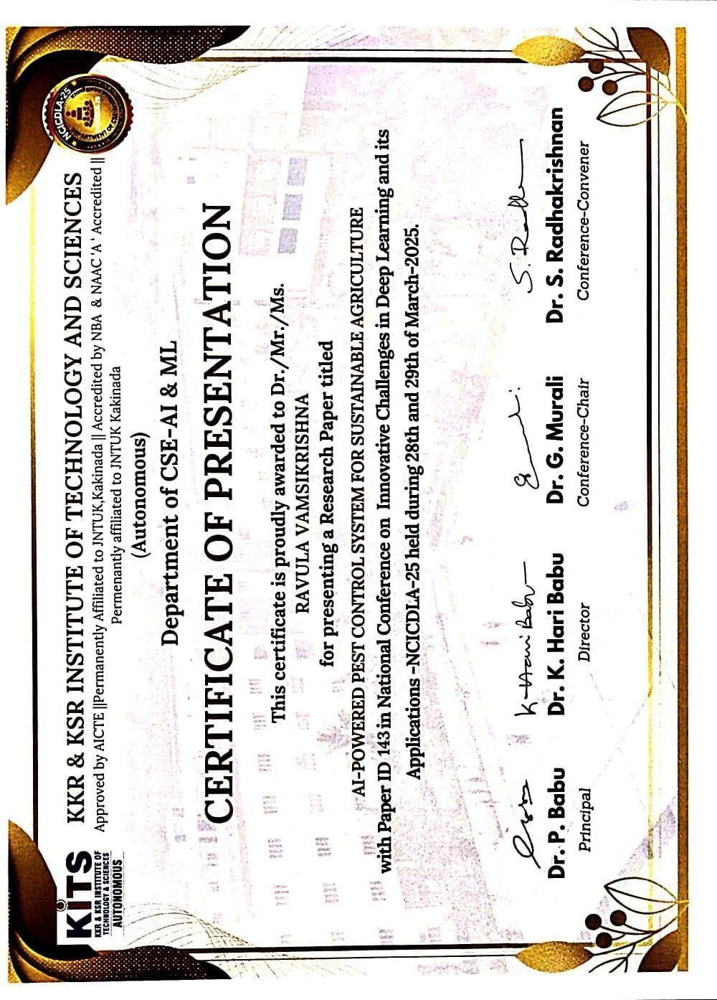 KITS
KKR & KSR INSTITUTE OF
TECHNOLOGY & SCIENCES
AUTONOMOUS
KKR & KSR INSTITUTE OF TECHNOLOGY AND SCIENCES
Approved by AICTE ||Permanently Affiliated to JNTUK,Kakinada || Accredited by NBA & NAAC 'A ' Accredited ||
Permenantly affiliated to JNTUK Kakinada
(Autonomous)
NCICDLA-25
DEPARTMENT OF
Department of CSE-AI & ML
CERTIFICATE OF PRESENTATION
This certificate is proudly awarded to Dr./Mr./Ms.
RAVULA VAMSIKRISHNA
for presenting a Research Paper titled
AI-POWERED PEST CONTROL SYSTEM FOR SUSTAINABLE AGRICULTURE
with Paper ID 143 in National Conference on Innovative Challenges in Deep Learning and its
Applications -NCICDLA-25 held during 28th and 29th of March-2025.
K. Hari Babu
Dr. P. Babu
Principal
Dr. K. Hari Babu
Director
Dr. G. Murali
Conference-Chair
Dr. S. Radhakrishnan
Conference-Convener